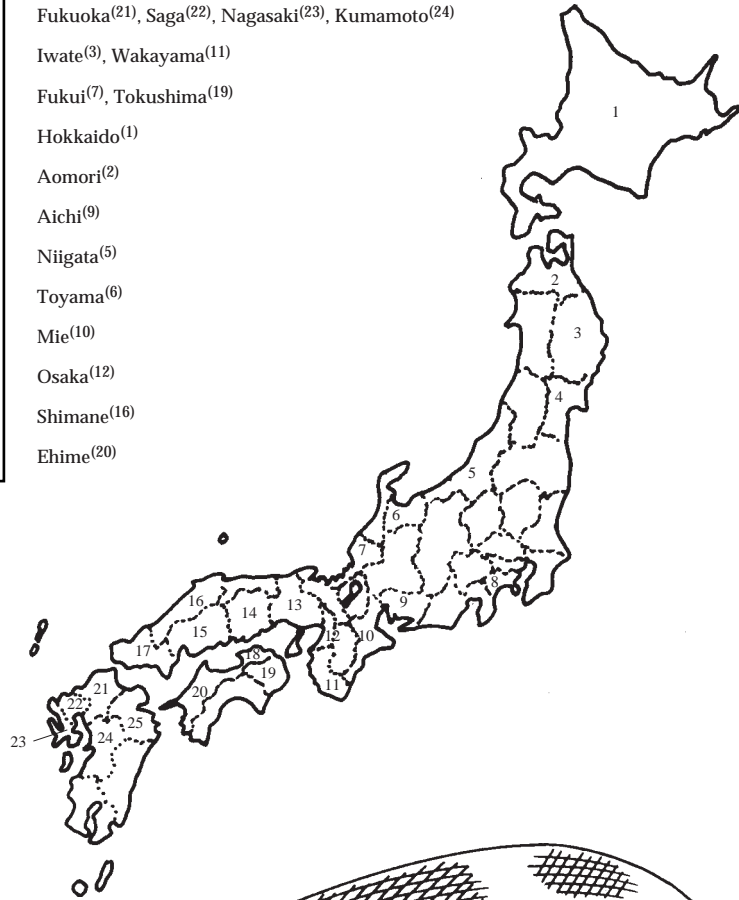 Fukuoka(21), Saga(22), Nagasaki(23), Kumamoto(24)
Iwate(3), Wakayama(11)
Fukui(7), Tokushima(19)
Hokkaido(1)
Aomori(2)
Aichi(9)
Niigata(5)
Toyama(6)
Mie(10)
Osaka(12)
Shimane(16)
Ehime(20)
1
2
3
4
5
6
7
8
9
16
14
13
15
12
10
17
18
19
11
20
21
22
25
24
23